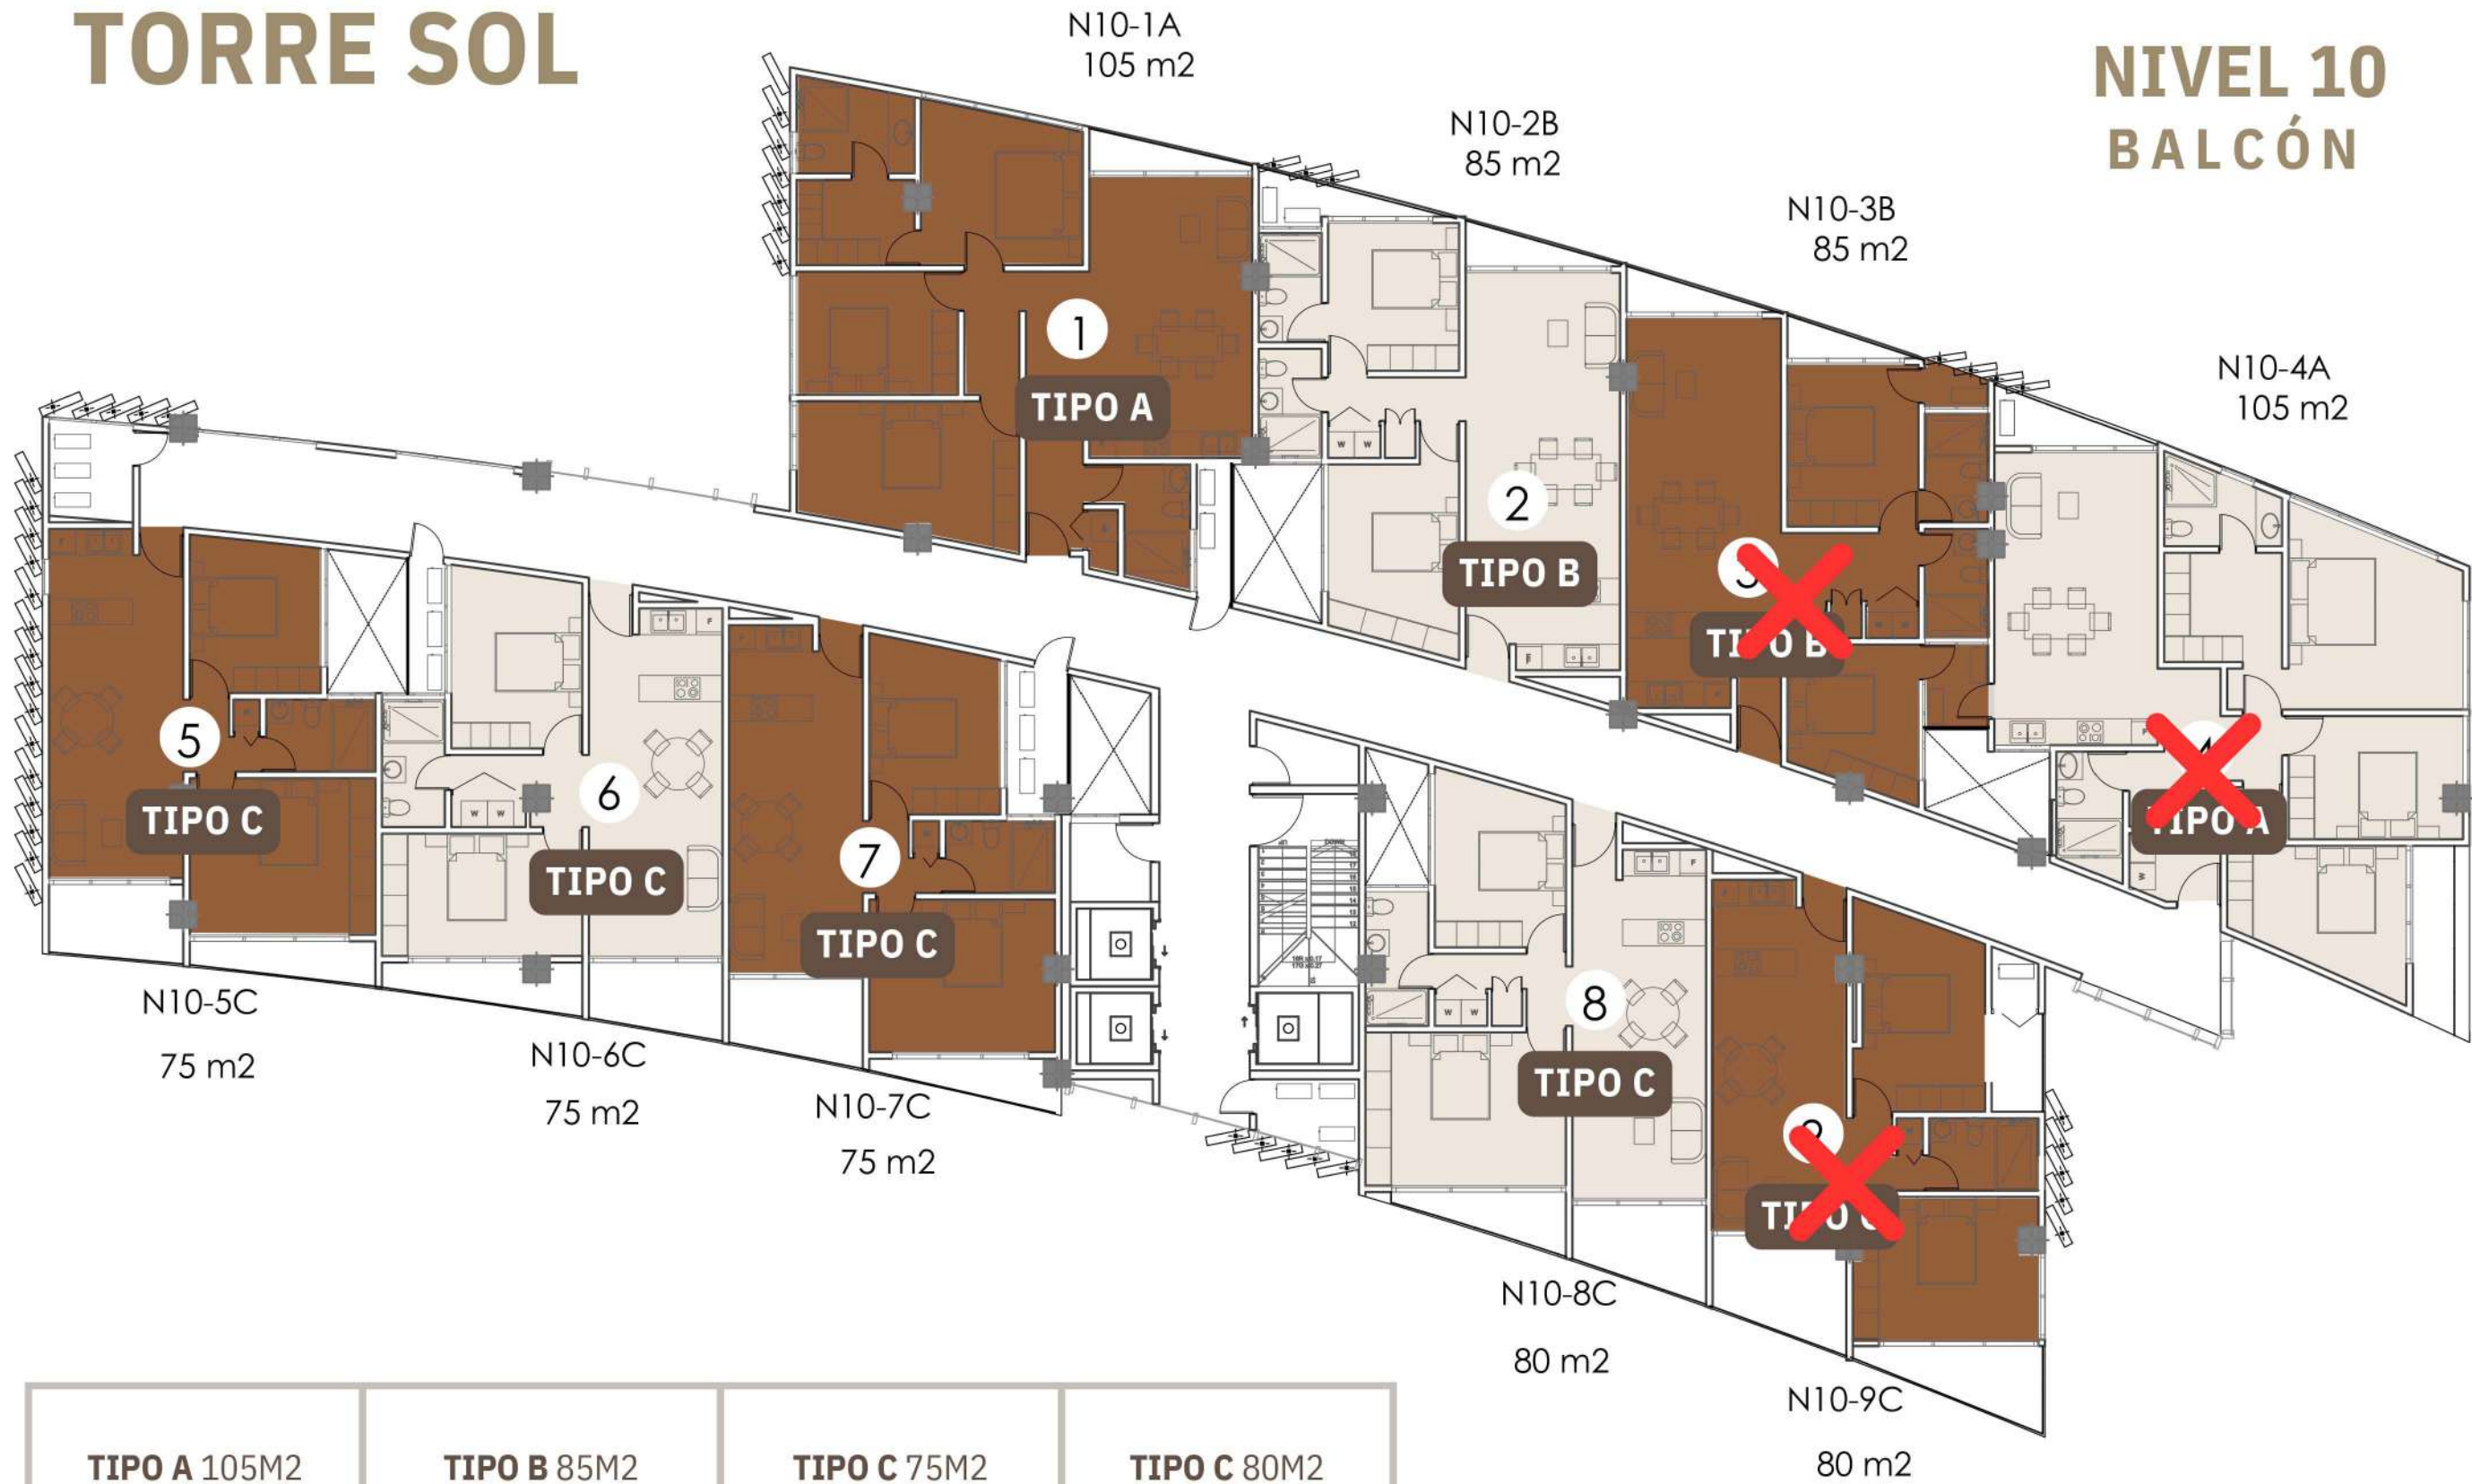 TORRE SOL
NIVEL 10
BALCÓN
N10-1A
105 m2
N10-2B
85 m2
N10-3B
85 m2
N10-4A
105 m2
1
TIPO A
2
TIPO B
5
TIPO C
6
TIPO C
7
TIPO C
8
TIPO C
N10-5C
75 m2
N10-6C
75 m2
N10-7C
75 m2
N10-8C
80 m2
N10-9C
80 m2
TIPO A 105M2
TIPO B 85M2
TIPO C 75M2
TIPO C 80M2